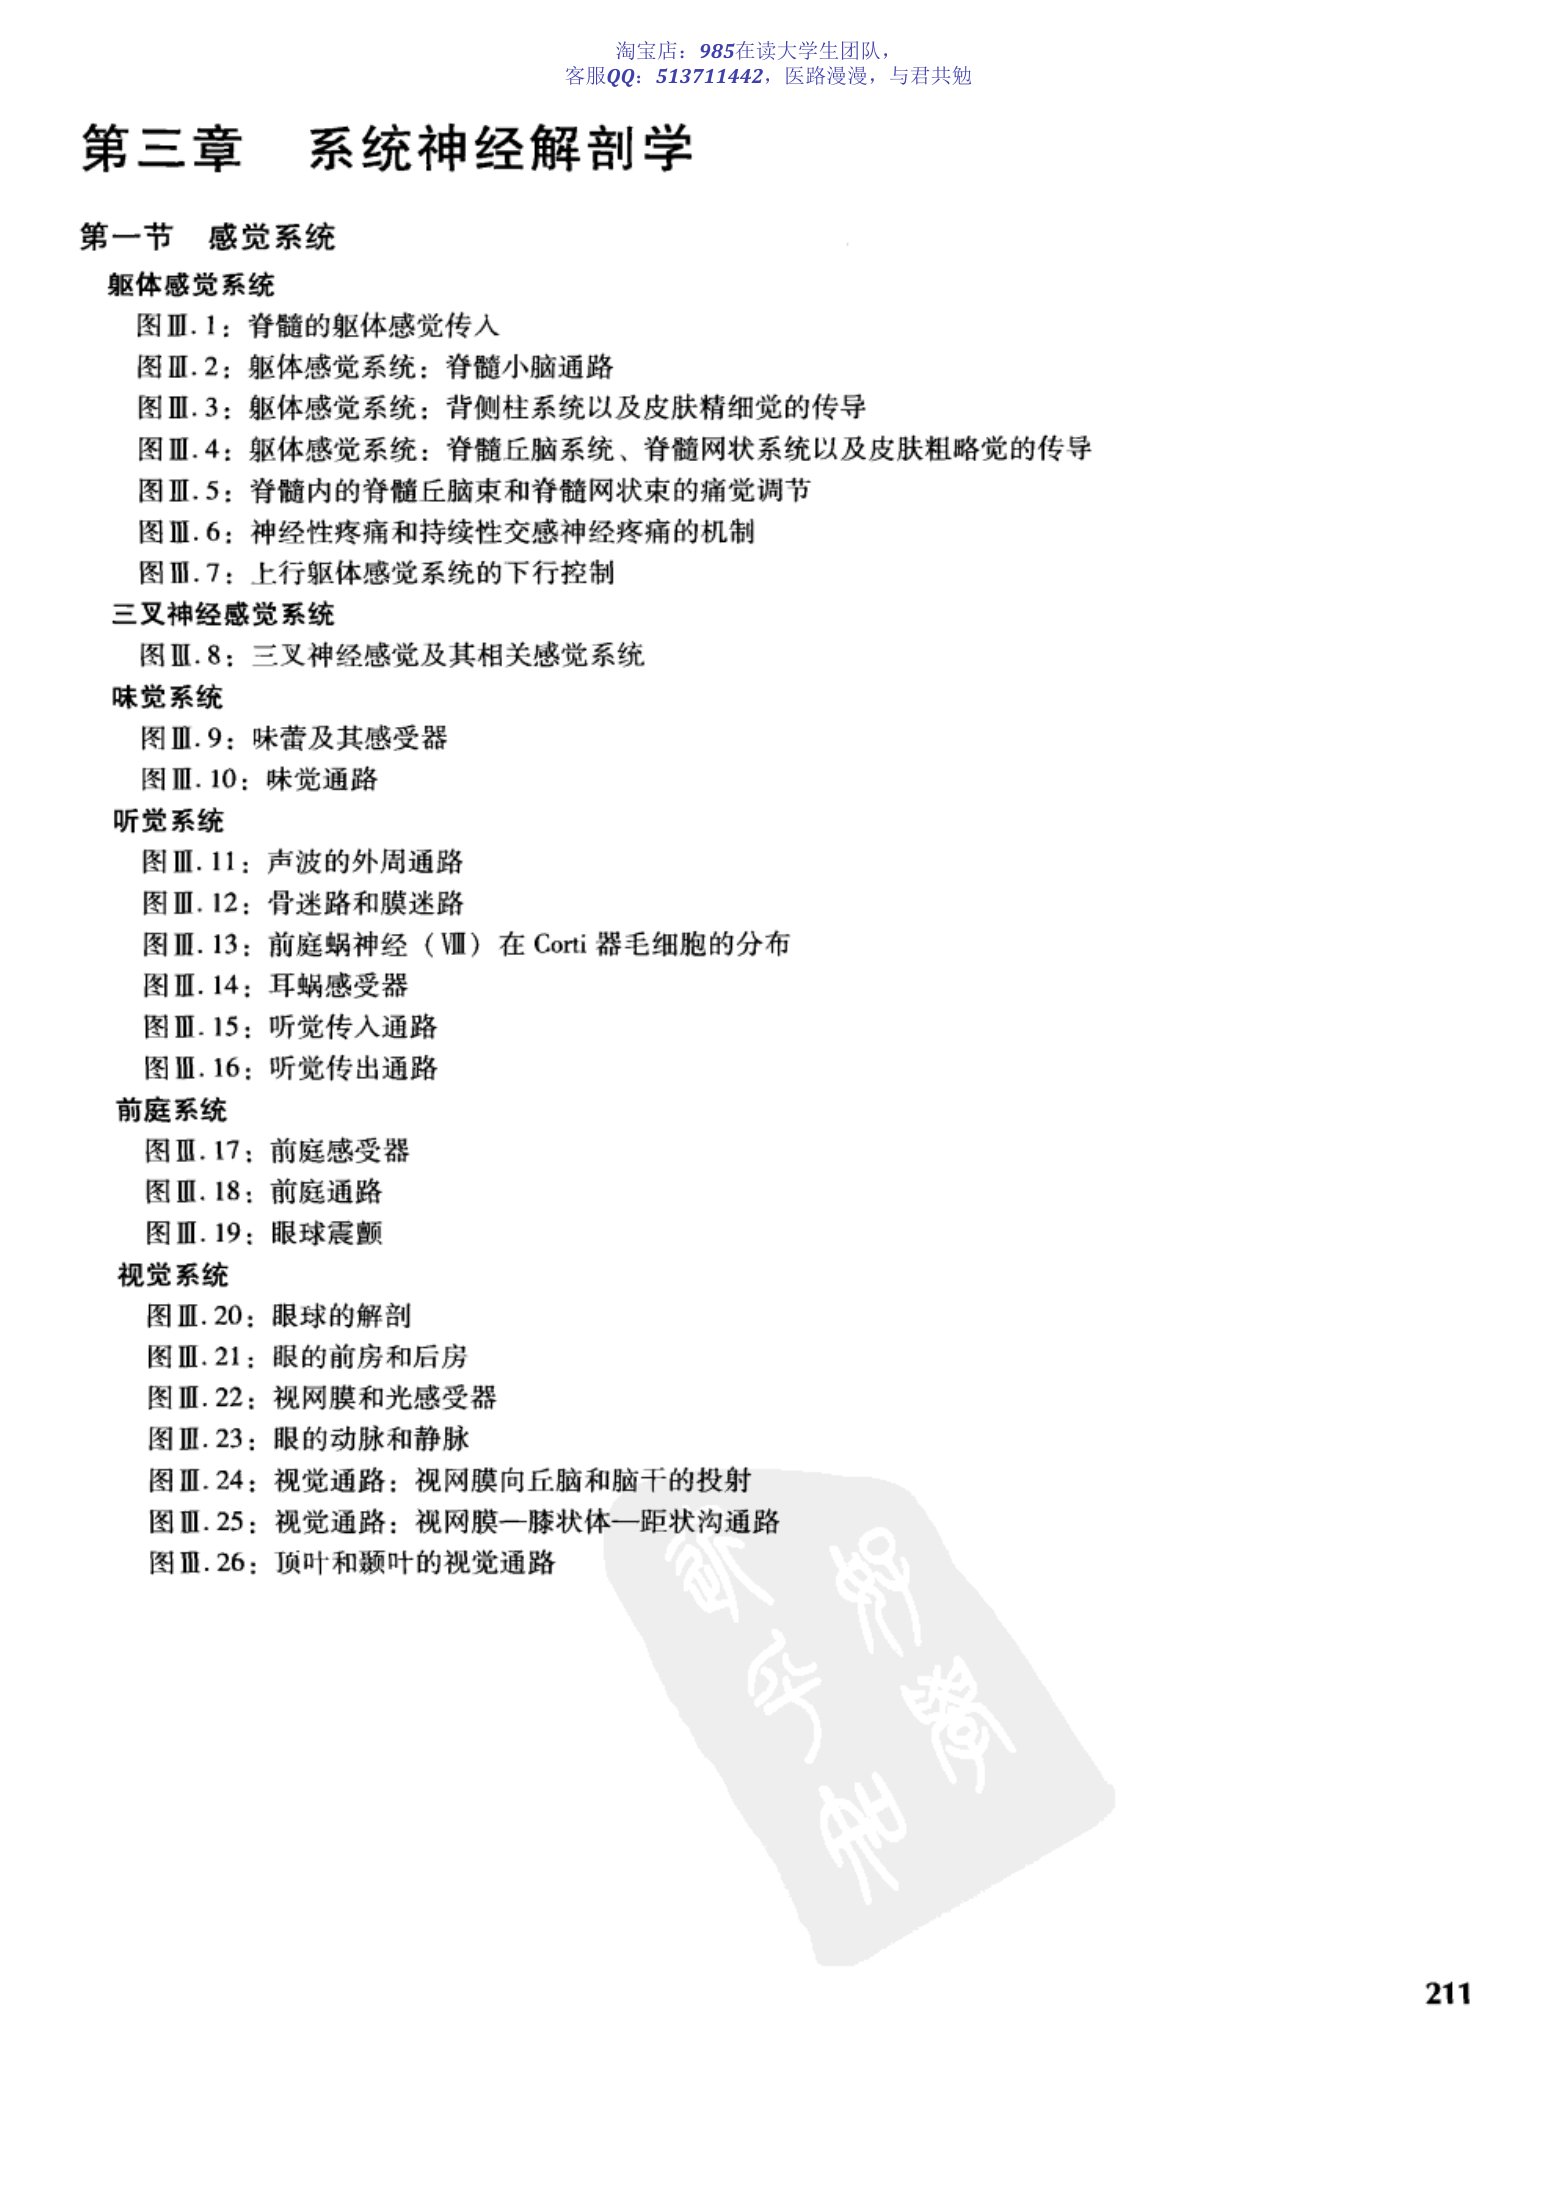 淘宝店：985在读大学生团队，
客服QQ：513711442，医路漫漫，与君共勉
第三章 系统神经解剖学
第一节 感觉系统
躯体感觉系统
图Ⅲ.1：脊髓的躯体感觉传入
图Ⅲ.2：躯体感觉系统：脊髓小脑通路
图Ⅲ.3：躯体感觉系统：背侧柱系统以及皮肤精细觉的传导
图Ⅲ.4：躯体感觉系统：脊髓丘脑系统、脊髓网状系统以及皮肤粗略觉的传导
图Ⅲ.5：脊髓内的脊髓丘脑束和脊髓网状束的痛觉调节
图Ⅲ.6：神经性疼痛和持续性交感神经疼痛的机制
图Ⅲ.7：上行躯体感觉系统的下行控制
三叉神经感觉系统
图Ⅲ.8：三叉神经感觉及其相关感觉系统
味觉系统
图Ⅲ.9：味蕾及其感受器
图Ⅲ.10：味觉通路
听觉系统
图Ⅲ.11：声波的外周通路
图Ⅲ.12：骨迷路和膜迷路
图Ⅲ.13：前庭蜗神经（Ⅷ）在 Corti 器毛细胞的分布
图Ⅲ.14：耳蜗感受器
图Ⅲ.15：听觉传入通路
图Ⅲ.16：听觉传出通路
前庭系统
图Ⅲ.17：前庭感受器
图Ⅲ.18：前庭通路
图Ⅲ.19：眼球震颤
视觉系统
图Ⅲ.20：眼球的解剖
图Ⅲ.21：眼的前房和后房
图Ⅲ.22：视网膜和光感受器
图Ⅲ.23：眼的动脉和静脉
图Ⅲ.24：视觉通路：视网膜向丘脑和脑干的投射
图Ⅲ.25：视觉通路：视网膜—膝状体—距状沟通路
图Ⅲ.26：顶叶和颞叶的视觉通路
211